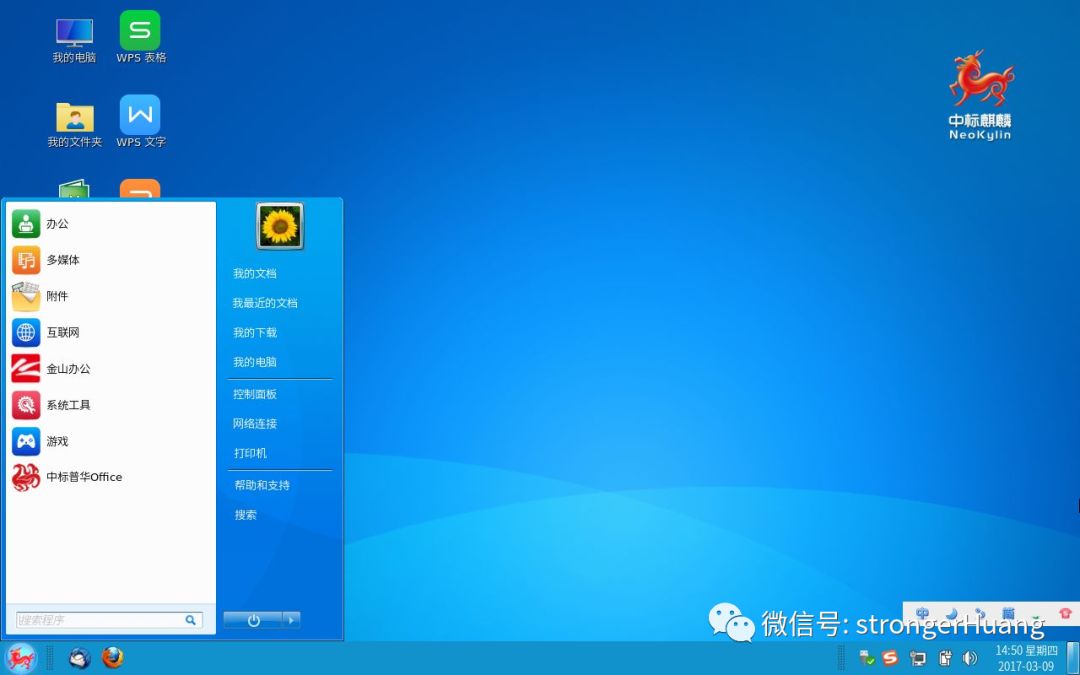 我的电脑
WPS 表格
我的文件夹
WPS 文字
中标麒麟
NeoKylin
办公
多媒体
附件
互联网
金山办公
系统工具
游戏
中标普华Office
搜索程序
我的文档
我最近的文档
我的下载
我的电脑
控制面板
网络连接
打印机
帮助和支持
搜索
中
简
微信号: strongerHuang
14:50 星期四
2017-03-09